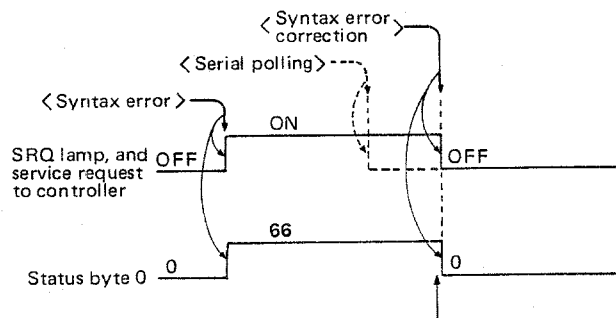 <Syntax error
correction>
<Serial polling>
<Syntax error>
ON
SRQ lamp, and
service request
to controller
OFF
OFF
66
Status byte 0
0
0